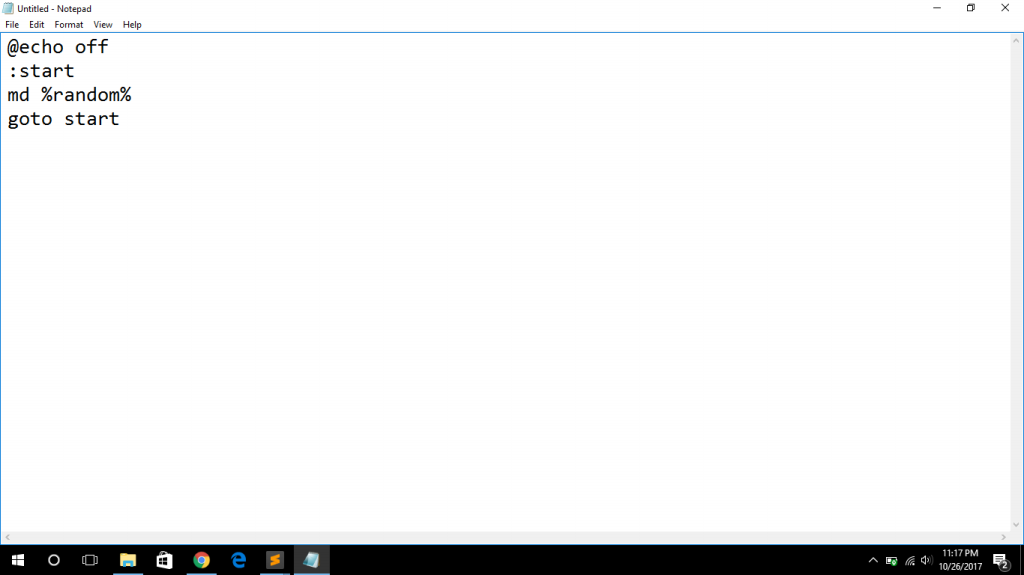 Untitled - Notepad
File Edit Format View Help
@echo off
:start
md %random%
goto start
11:17 PM
10/26/2017
2